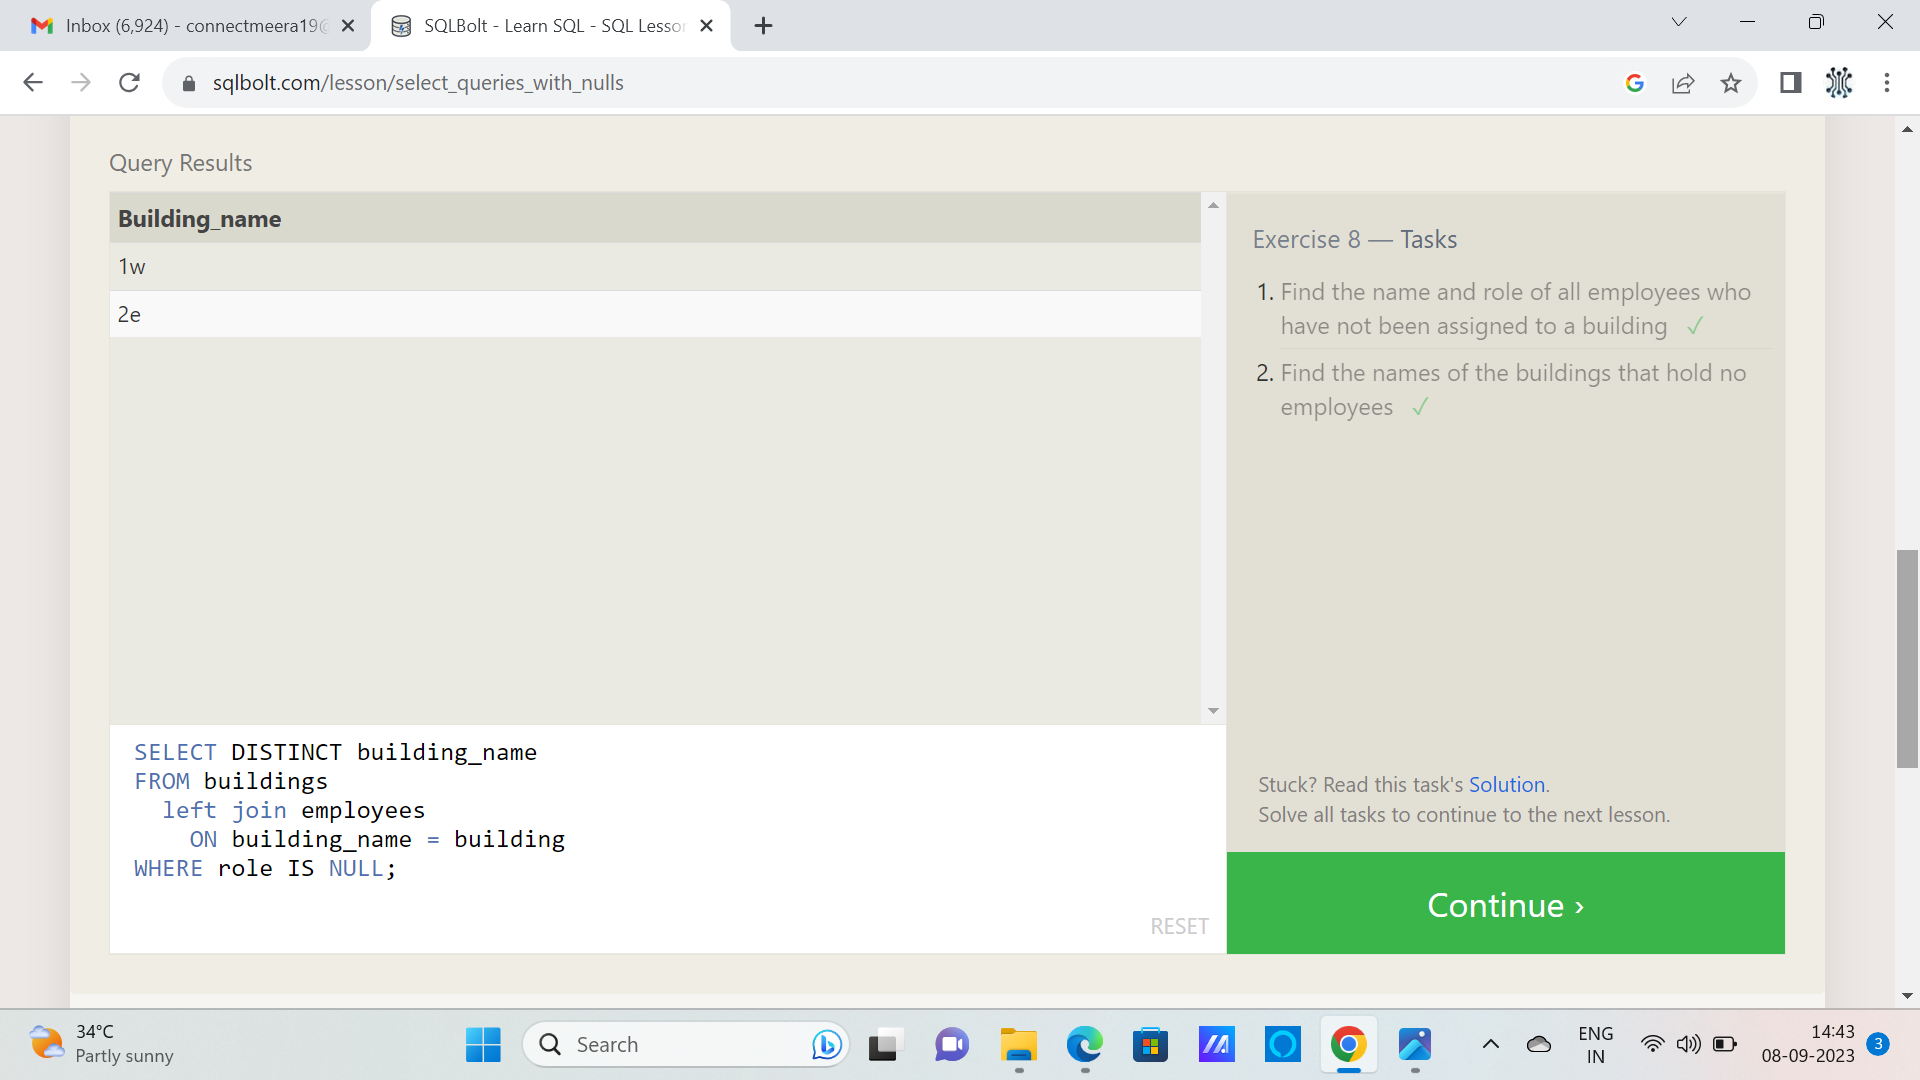 Inbox (6,924) - connectmeera19@
SQLBolt - Learn SQL - SQL Lesson
sqlbolt.com/lesson/select_queries_with_nulls
Query Results
Building_name
1w
2e
Exercise 8 — Tasks
1. Find the name and role of all employees who
have not been assigned to a building ✓
2. Find the names of the buildings that hold no
employees ✓
SELECT DISTINCT building_name
FROM buildings
left join employees
ON building_name = building
WHERE role IS NULL;
RESET
Stuck? Read this task's Solution.
Solve all tasks to continue to the next lesson.
Continue ›
34°C
Partly sunny
Search
ENG
IN
14:43
08-09-2023
3